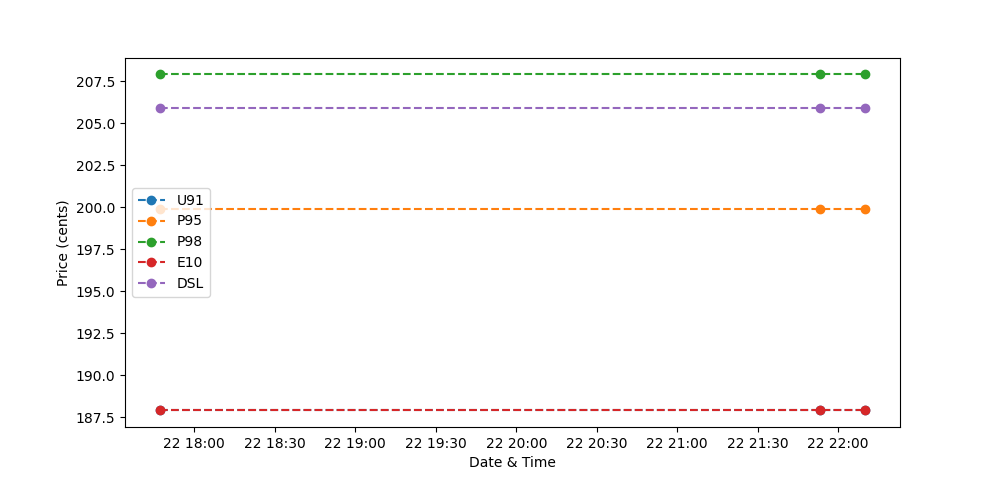 207.5
205.0
202.5
200.0
197.5
195.0
192.5
190.0
187.5
Price (cents)
U91
P95
P98
E10
DSL
22 18:00 22 18:30 22 19:00 22 19:30 22 20:00 22 20:30 22 21:00 22 21:30 22 22:00
Date & Time